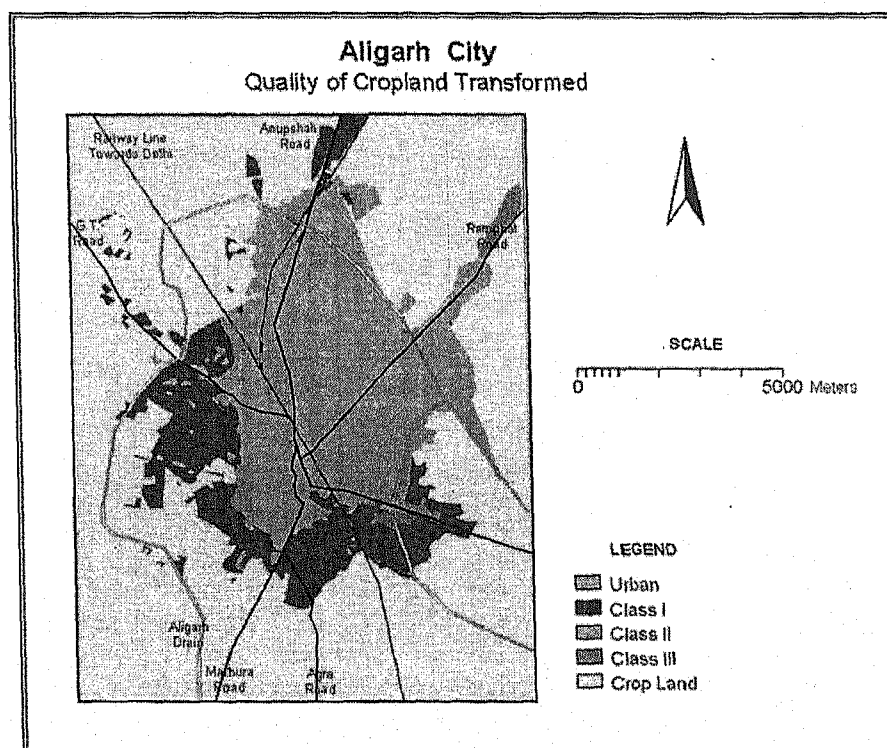 Aligarh City
Quality of Cropland Transformed
Railway Line
Towards Delhi
Anupshah
Road
G.T.
Road
Ramghat
Road
SCALE
0 5000 Meters
Aligarh
Drain
Mathura
Road
Agra
Road
LEGEND
Urban
Class I
Class II
Class III
Crop Land